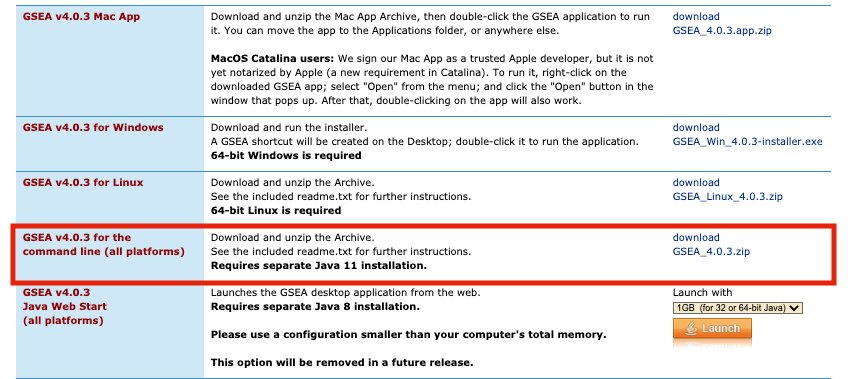 GSEA v4.0.3 Mac App
Download and unzip the Mac App Archive, then double-click the GSEA application to run
it. You can move the app to the Applications folder, or anywhere else.
MacOS Catalina users: We sign our Mac App as a trusted Apple developer, but it is not
yet notarized by Apple (a new requirement in Catalina). To run it, right-click on the
downloaded GSEA app; select "Open" from the menu; and click the "Open" button in the
window that pops up. After that, double-clicking on the app will also work.
download
GSEA_4.0.3.app.zip
GSEA v4.0.3 for Windows
Download and run the installer.
A GSEA shortcut will be created on the Desktop; double-click it to run the application.
64-bit Windows is required
download
GSEA_Win_4.0.3-installer.exe
GSEA v4.0.3 for Linux
Download and unzip the Archive.
See the included readme.txt for further instructions.
64-bit Linux is required
download
GSEA_Linux_4.0.3.zip
GSEA v4.0.3 for the
command line (all platforms)
Download and unzip the Archive.
See the included readme.txt for further instructions.
Requires separate Java 11 installation.
download
GSEA_4.0.3.zip
GSEA v4.0.3
Java Web Start
(all platforms)
Launches the GSEA desktop application from the web.
Requires separate Java 8 installation.
Please use a configuration smaller than your computer's total memory.
This option will be removed in a future release.
Launch with
1GB (for 32 or 64-bit Java)
Launch